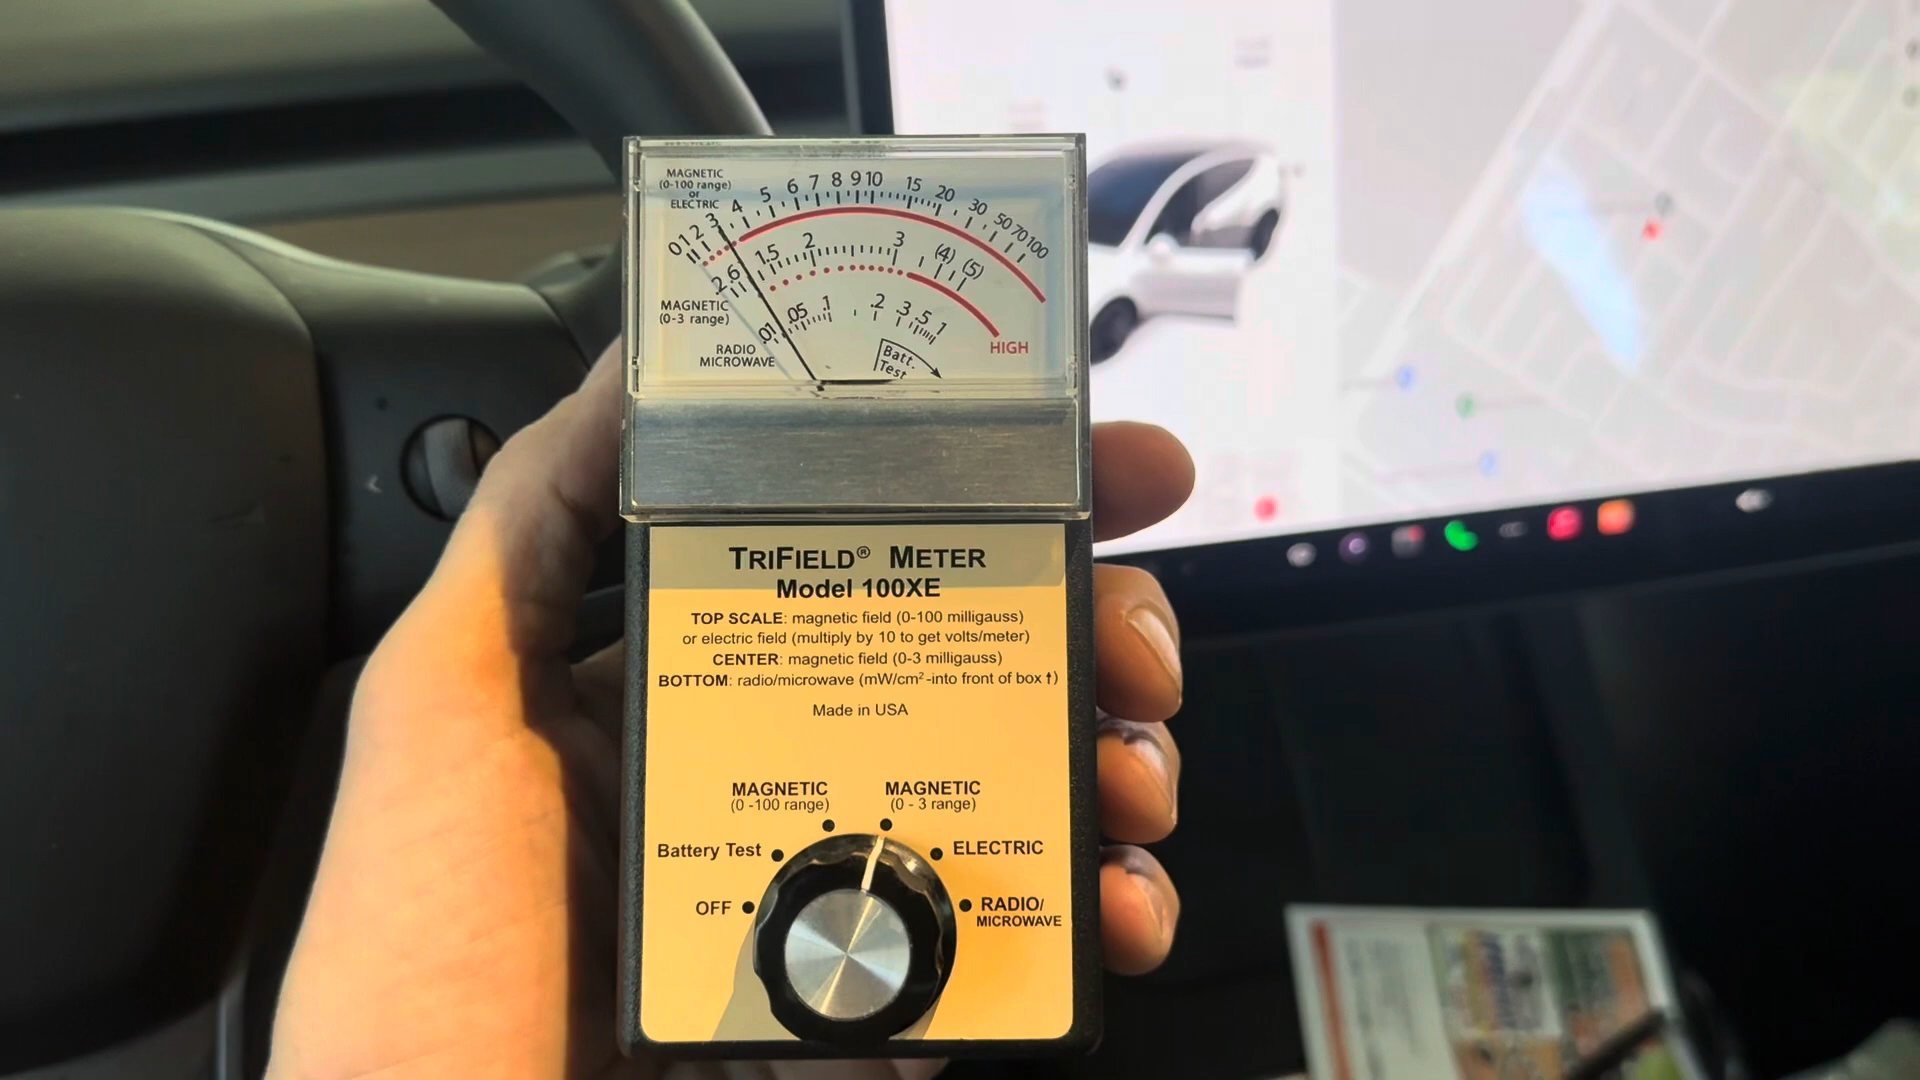 MAGNETIC
(0-100 range)
or
ELECTRIC
0 1 2 3 4 5 6 7 8 9 10 15 20 30 50 70 100
.2 .6 1.5 2 3 (4) (5)
MAGNETIC
(0-3 range)
.01 .05 .1 .2 .3 .5 1
RADIO
MICROWAVE
Batt.
Test
HIGH
TRIFIELD® METER
Model 100XE
TOP SCALE: magnetic field (0-100 milligauss)
or electric field (multiply by 10 to get volts/meter)
CENTER: magnetic field (0-3 milligauss)
BOTTOM: radio/microwave (mW/cm²-into front of box ↑)
Made in USA
MAGNETIC
(0 -100 range)
MAGNETIC
(0 - 3 range)
Battery Test
ELECTRIC
OFF
RADIO/
MICROWAVE